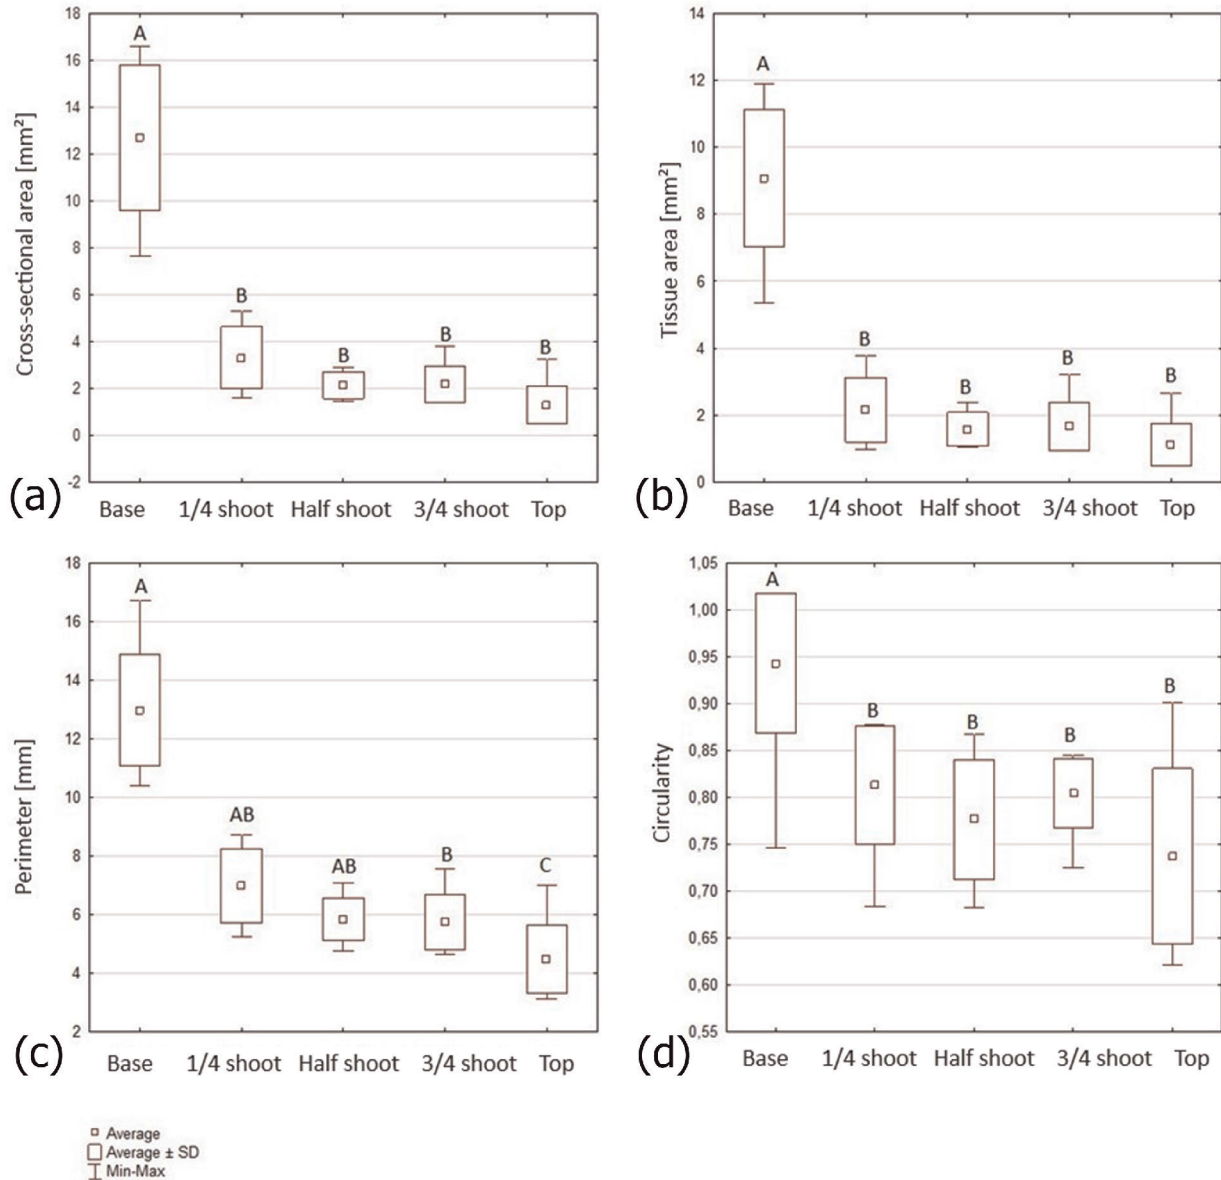 18
16
14
12
10
8
6
4
2
0
-2
Cross-sectional area [mm²]
A
B
B
B
B
(a)
Base 1/4 shoot Half shoot 3/4 shoot Top
14
12
10
8
6
4
2
0
Tissue area [mm²]
A
B
B
B
B
(b)
Base 1/4 shoot Half shoot 3/4 shoot Top
18
16
14
12
10
8
6
4
2
Perimeter [mm]
A
AB
AB
B
C
(c)
Base 1/4 shoot Half shoot 3/4 shoot Top
1,05
1,00
0,95
0,90
0,85
0,80
0,75
0,70
0,65
0,60
0,55
Circularity
A
B
B
B
B
(d)
Base 1/4 shoot Half shoot 3/4 shoot Top
Average
Average ± SD
Min-Max